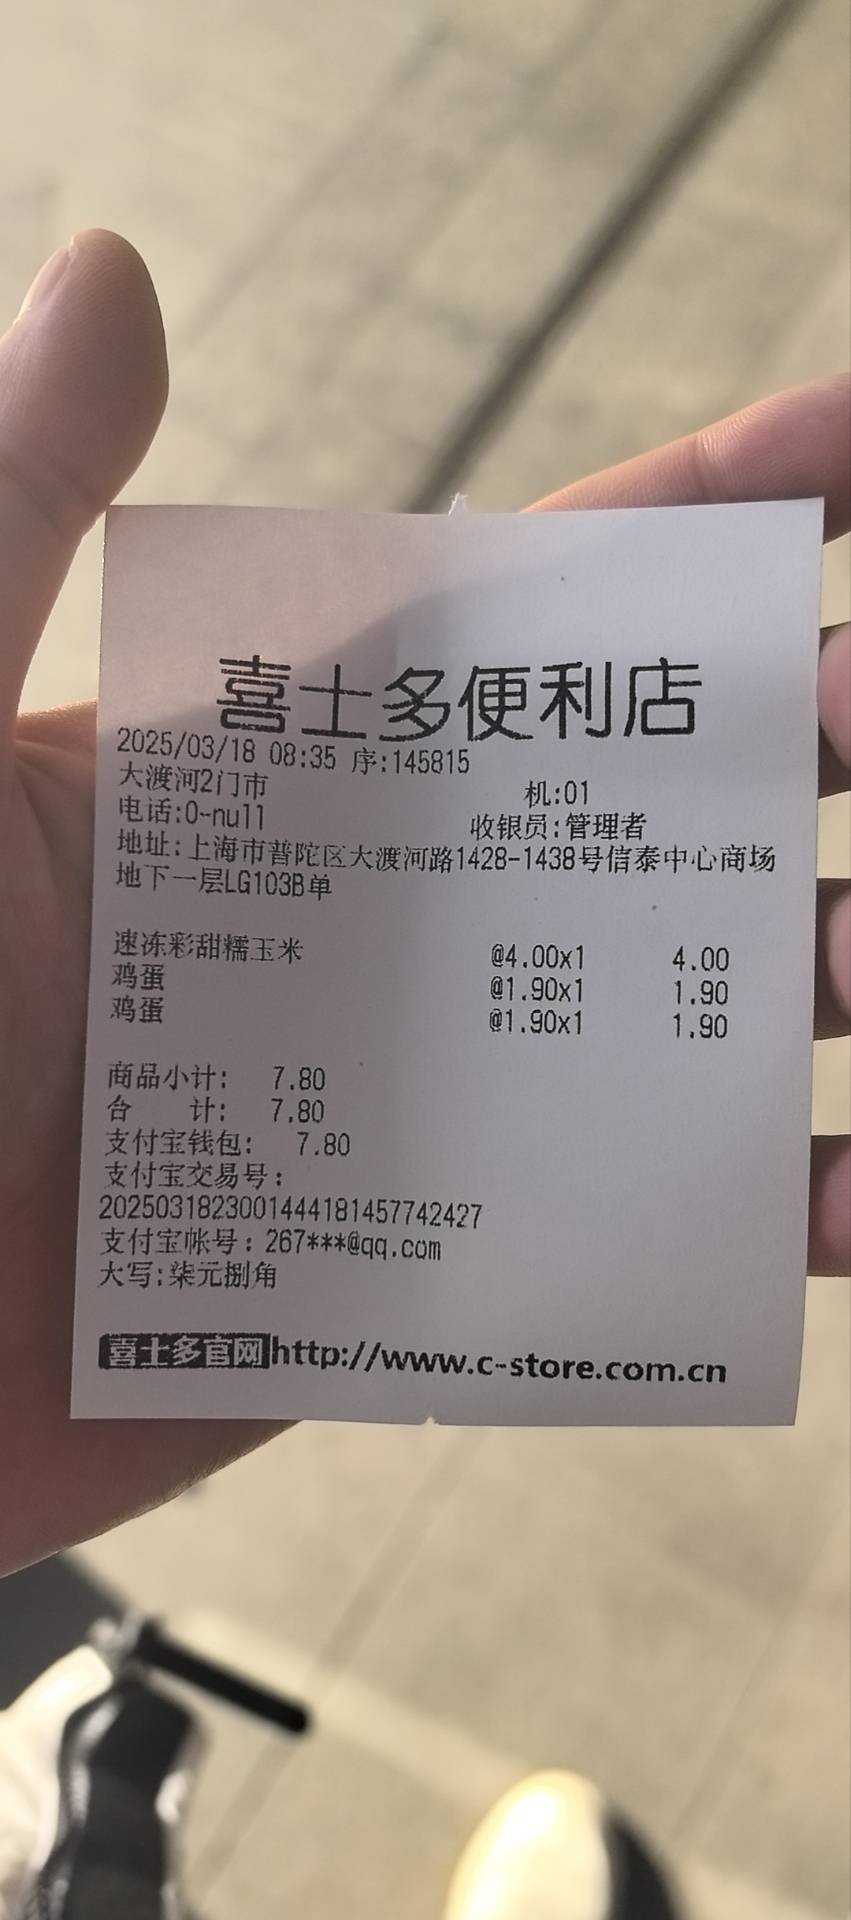 喜士多便利店
2025/03/18 08:35 序:145815
大渡河2门市 机:01
电话:0-null 收银员:管理者
地址:上海市普陀区大渡河路1428-1438号信泰中心商场
地下一层LG103B单
速冻彩甜糯玉米 @4.00x1 4.00
鸡蛋 @1.90x1 1.90
鸡蛋 @1.90x1 1.90
商品小计: 7.80
合 计: 7.80
支付宝钱包: 7.80
支付宝交易号:
2025031823001444181457742427
支付宝帐号:267***@qq.com
大写:柒元捌角
喜士多官网http://www.c-store.com.cn